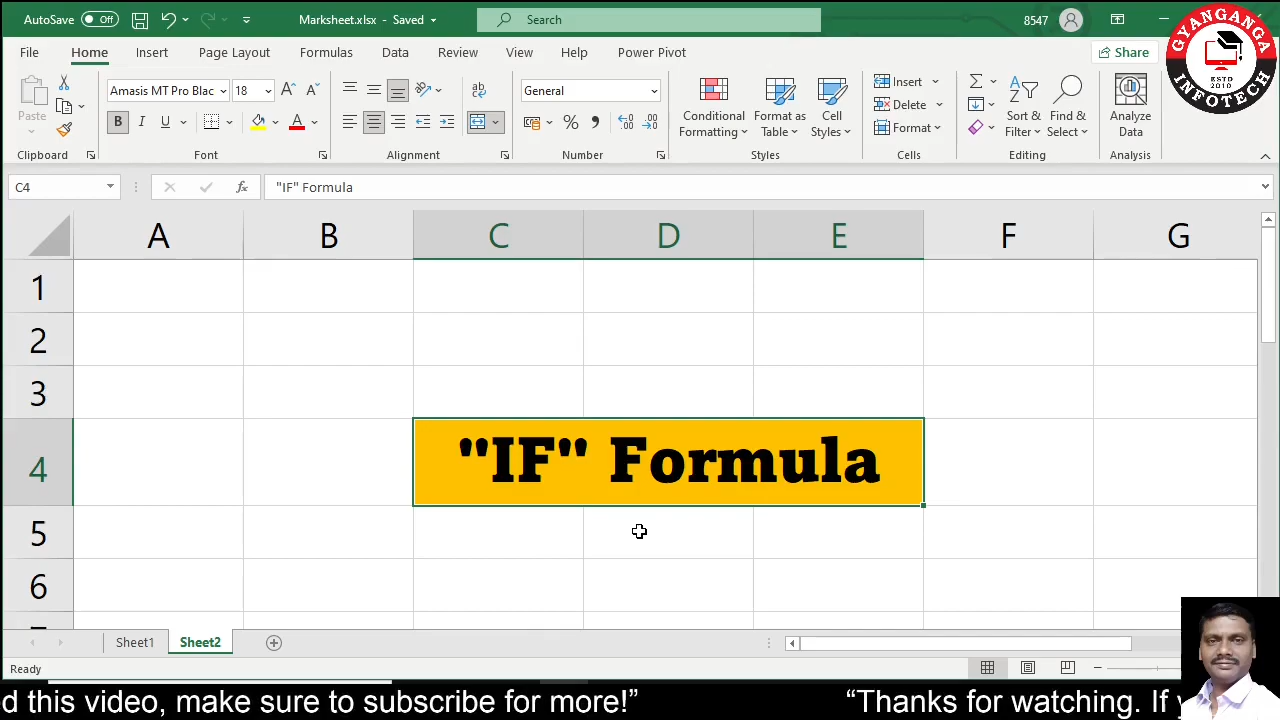 AutoSave Off Marksheet.xlsx - Saved Search 8547
File Home Insert Page Layout Formulas Data Review View Help Power Pivot Share
GYANGANGA INFOTECH
ESTD
2010
Paste Amasis MT Pro Blac 18 General Conditional Formatting Format as Table Cell Styles Insert Delete Format Sort & Filter Find & Select Analyze Data
B I U A
Clipboard Font Alignment Number Styles Cells Editing Analysis
C4 fx "IF" Formula
A B C D E F G
1
2
3
4 "IF" Formula
5
6
Sheet1 Sheet2
Ready
d this video, make sure to subscribe for more!” “Thanks for watching. If y